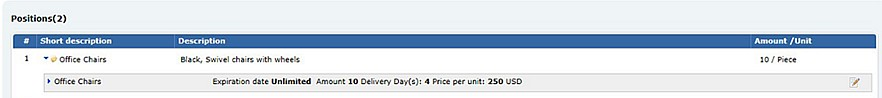 Positions(2)
# Short description Description Amount /Unit
1 Office Chairs Black, Swivel chairs with wheels 10 / Piece
Office Chairs Expiration date Unlimited Amount 10 Delivery Day(s): 4 Price per unit: 250 USD